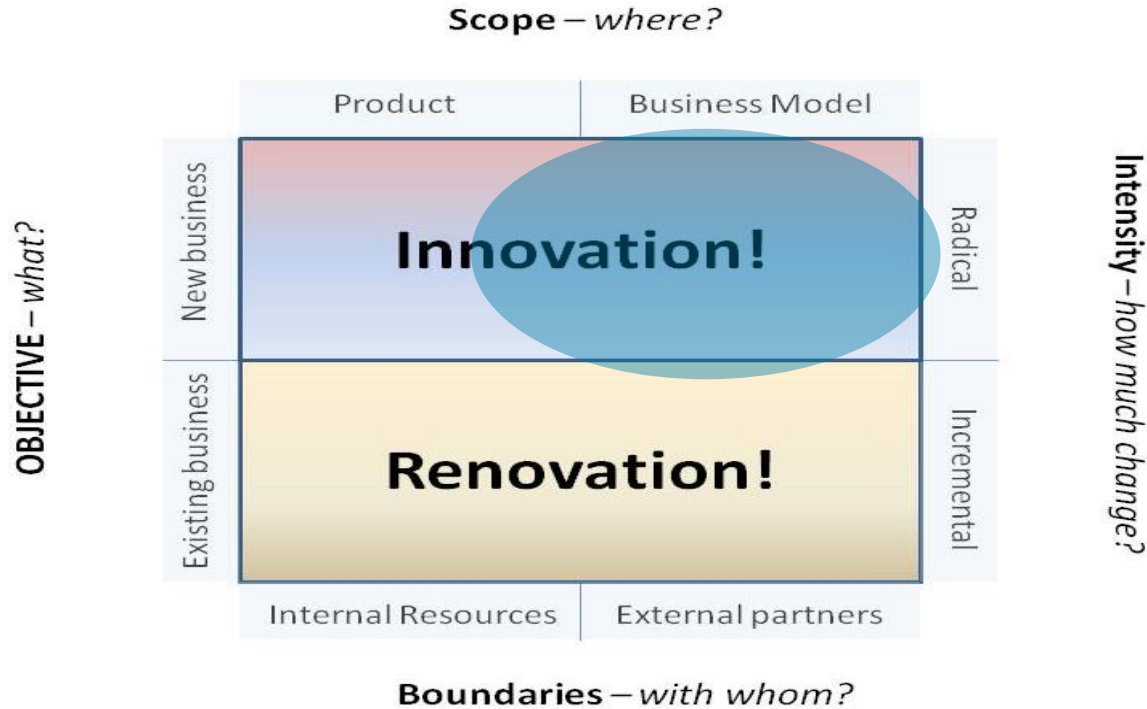 Scope – where?
Product
Business Model
OBJECTIVE – what?
New business
Existing business
Innovation!
Renovation!
Radical
Incremental
Intensity – how much change?
Internal Resources
External partners
Boundaries – with whom?